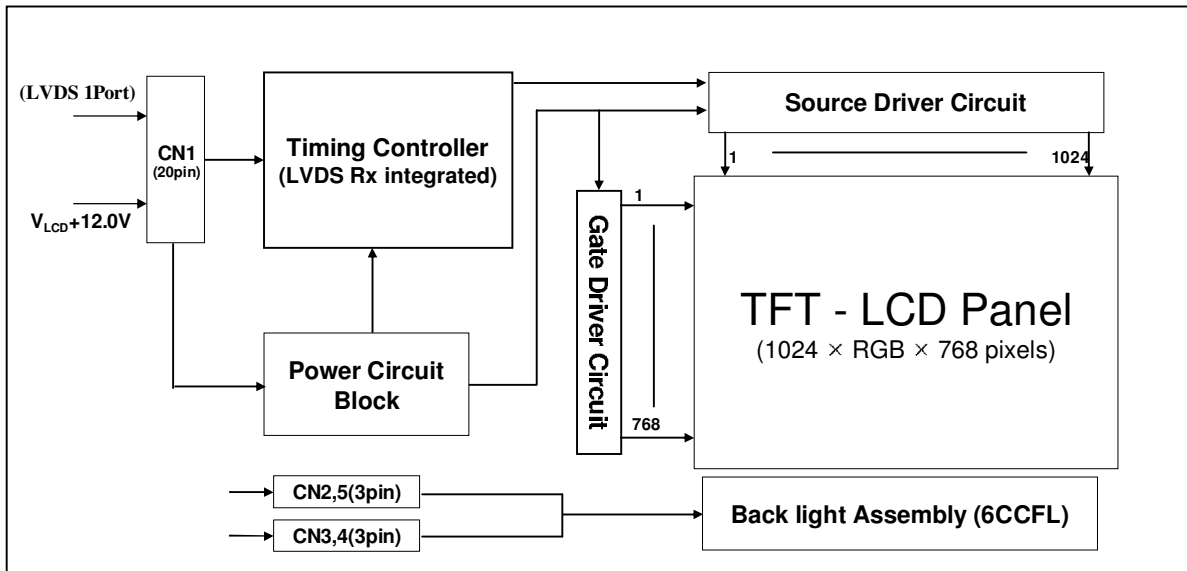 (LVDS 1Port)
CN1
(20pin)
V_LCD+12.0V
Timing Controller
(LVDS Rx integrated)
Power Circuit
Block
Source Driver Circuit
1
1024
Gate Driver Circuit
1
768
TFT - LCD Panel
(1024 × RGB × 768 pixels)
CN2,5(3pin)
CN3,4(3pin)
Back light Assembly (6CCFL)